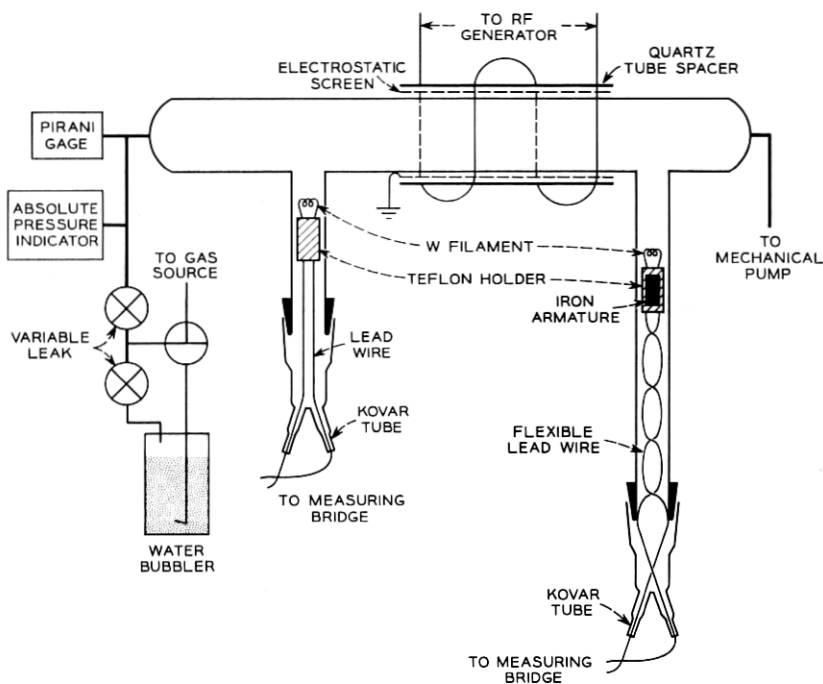 TO RF
GENERATOR
QUARTZ
TUBE SPACER
ELECTROSTATIC
SCREEN
PIRANI
GAGE
ABSOLUTE
PRESSURE
INDICATOR
TO GAS
SOURCE
W FILAMENT
TEFLON HOLDER
IRON
ARMATURE
TO
MECHANICAL
PUMP
VARIABLE
LEAK
LEAD
WIRE
KOVAR
TUBE
FLEXIBLE
LEAD WIRE
TO MEASURING
BRIDGE
WATER
BUBBLER
KOVAR
TUBE
TO MEASURING
BRIDGE